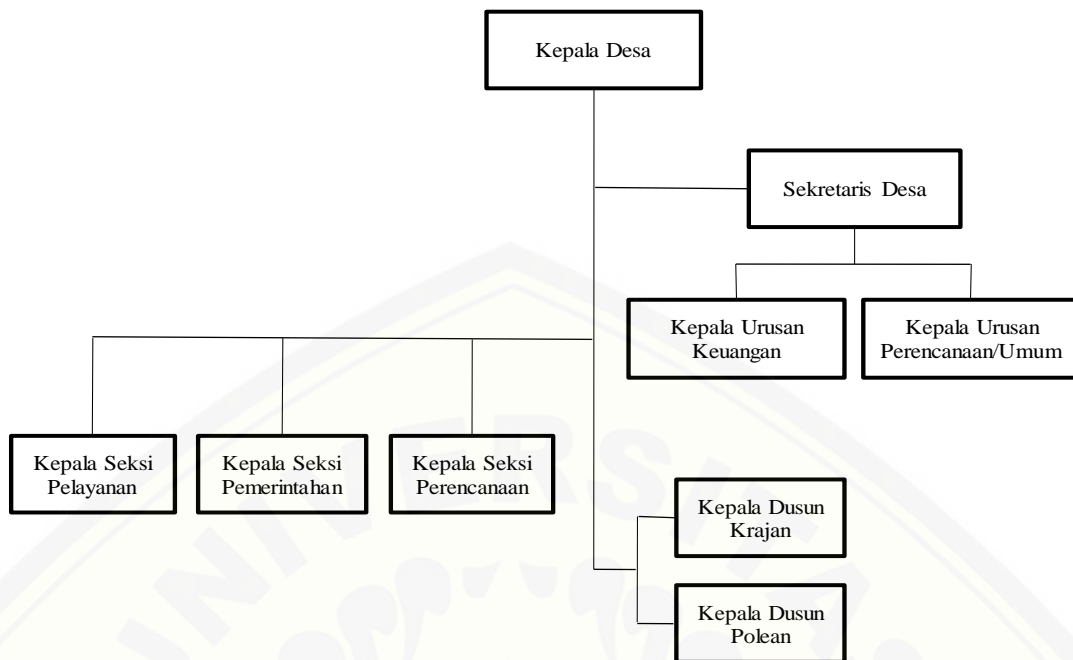 Kepala Desa
Sekretaris Desa
Kepala Urusan
Keuangan
Kepala Urusan
Perencanaan/Umum
Kepala Seksi
Pelayanan
Kepala Seksi
Pemerintahan
Kepala Seksi
Perencanaan
Kepala Dusun
Krajan
Kepala Dusun
Polean
UNIVERSITAS